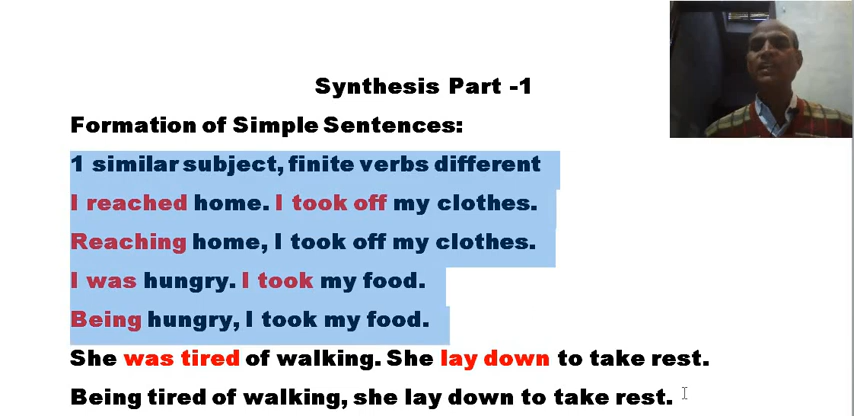 Synthesis Part -1
Formation of Simple Sentences:
1 similar subject, finite verbs different
I reached home. I took off my clothes.
Reaching home, I took off my clothes.
I was hungry. I took my food.
Being hungry, I took my food.
She was tired of walking. She lay down to take rest.
Being tired of walking, she lay down to take rest.